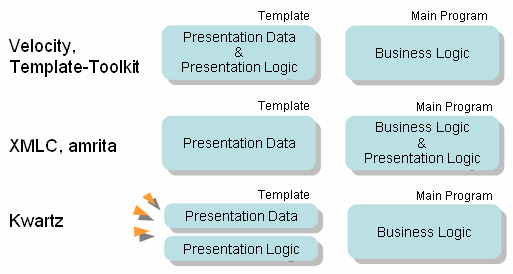 Template
Main Program
Velocity,
Template-Toolkit
Presentation Data
&
Presentation Logic
Business Logic
Template
Main Program
XMLC, amrita
Presentation Data
Business Logic
&
Presentation Logic
Template
Main Program
Kwartz
Presentation Data
Presentation Logic
Business Logic